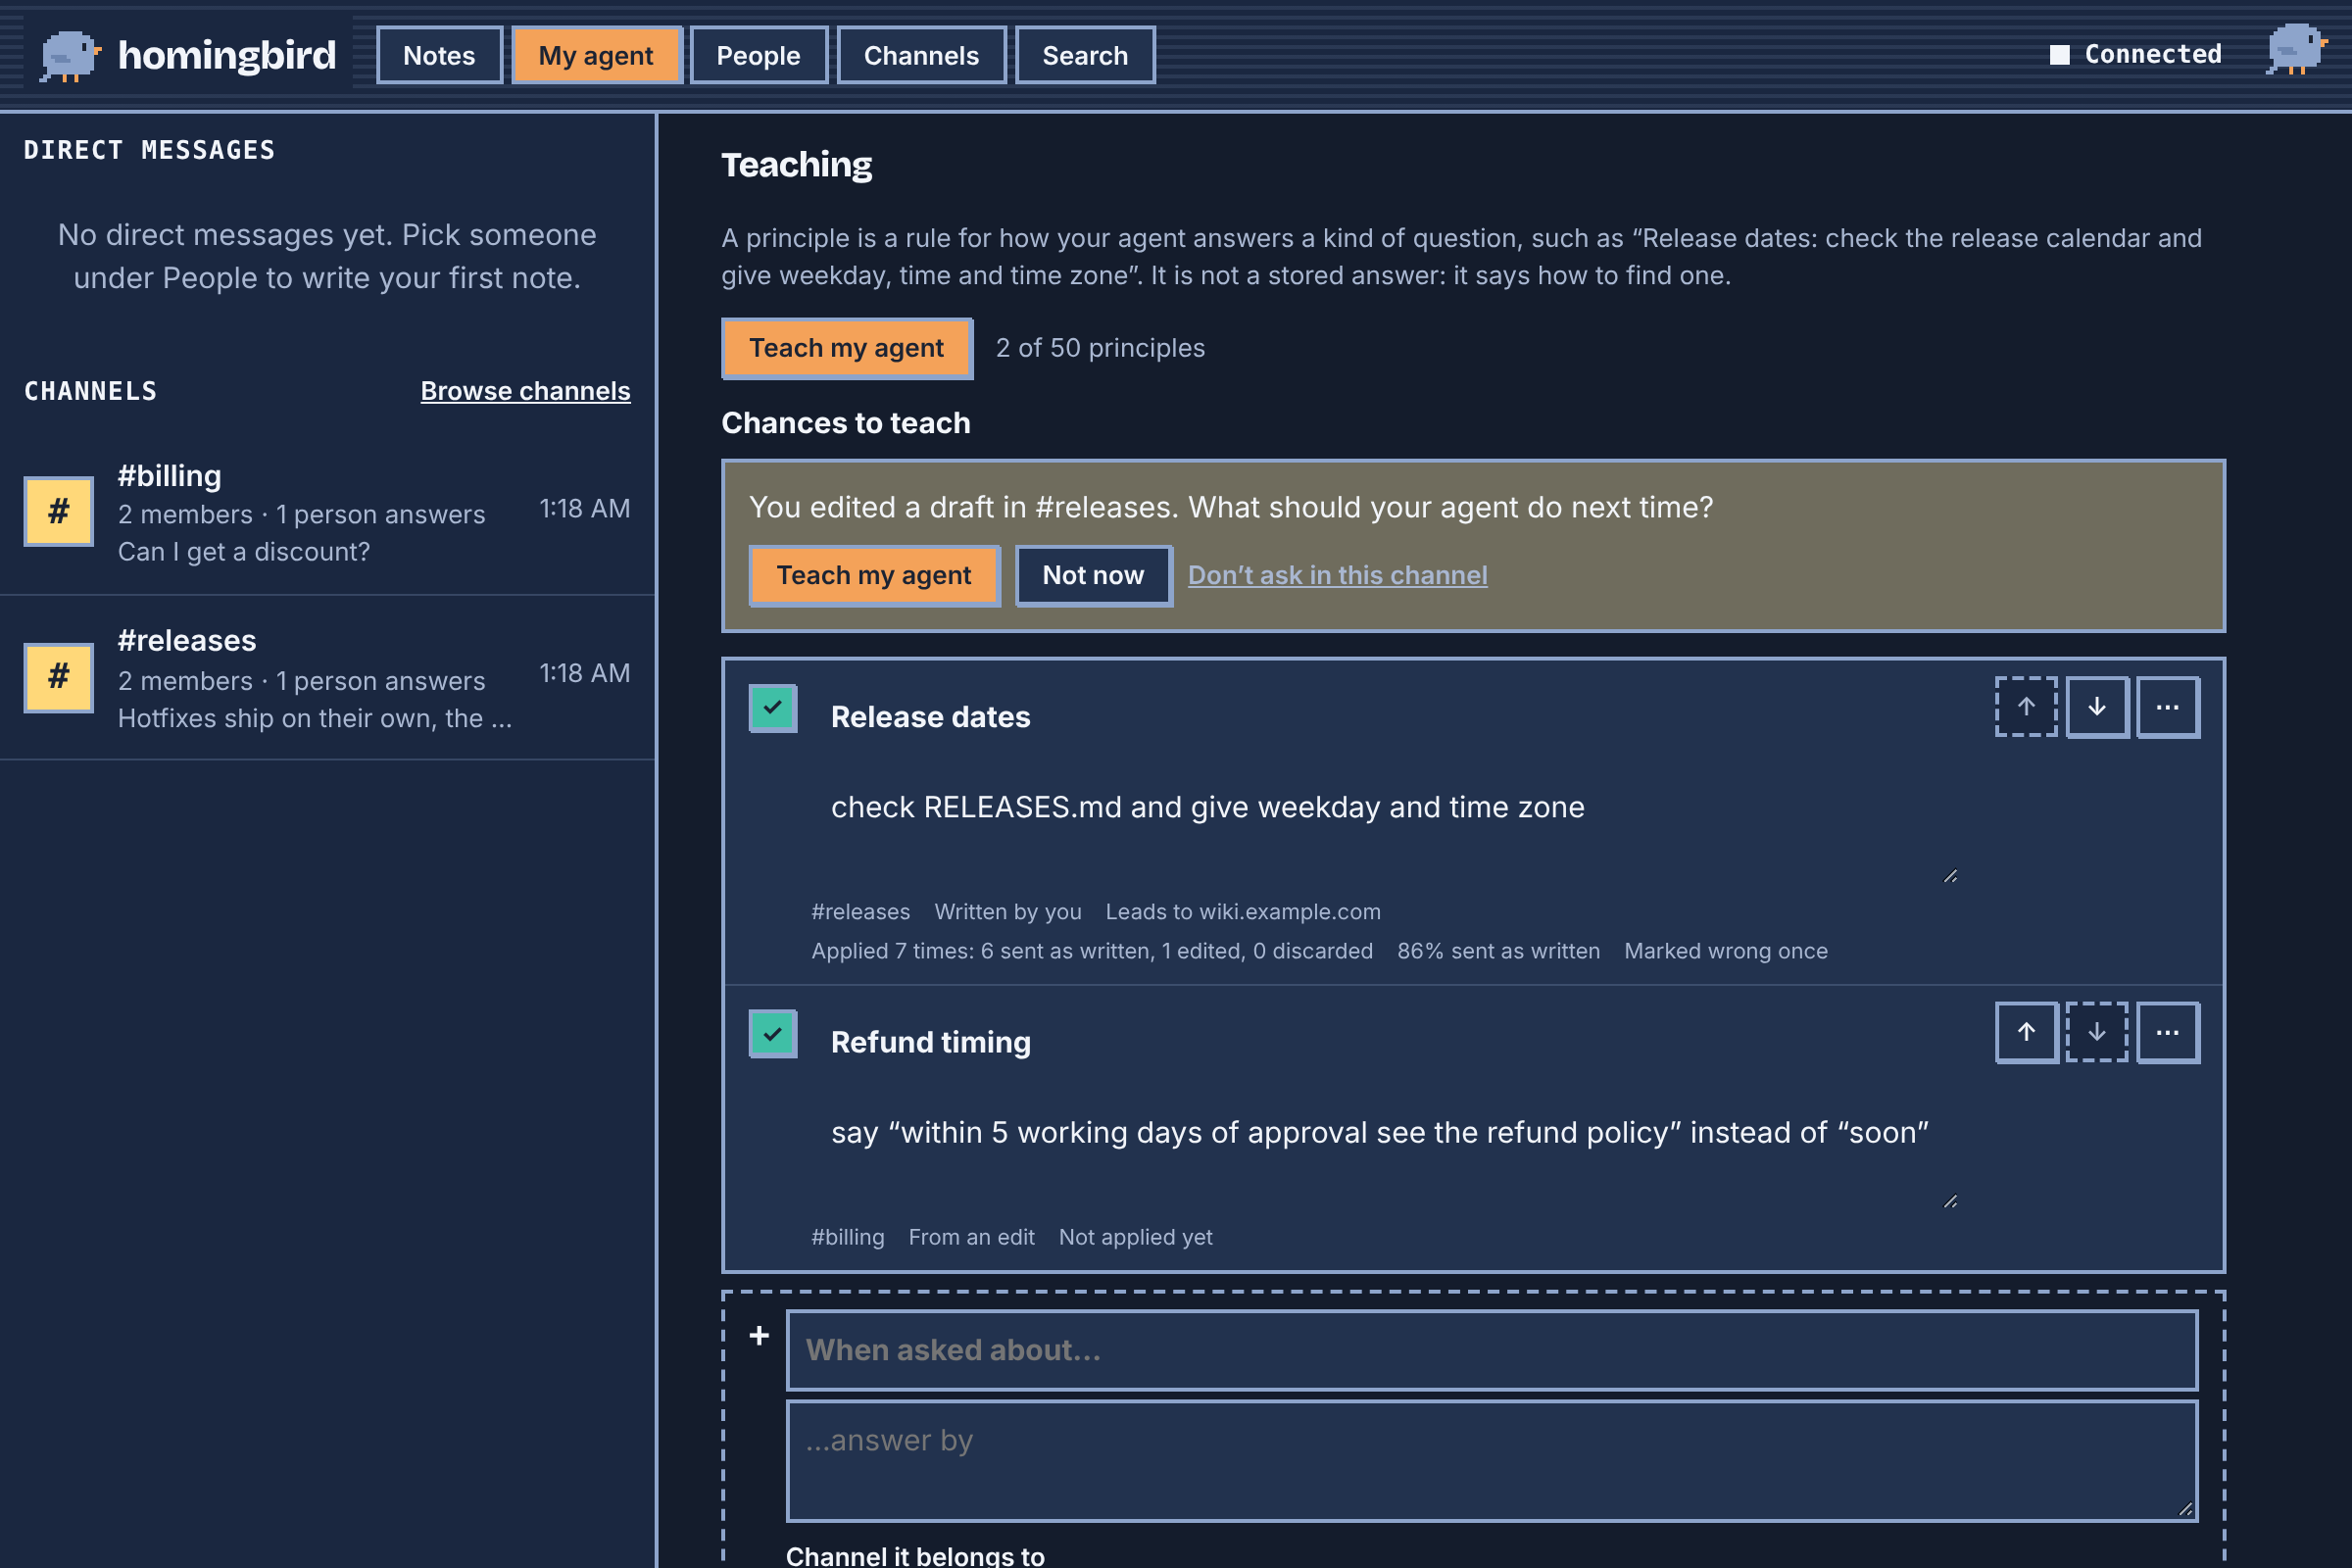 homingbird
Notes
My agent
People
Channels
Search
Connected
DIRECT MESSAGES
No direct messages yet. Pick someone
under People to write your first note.
CHANNELS
Browse channels
#
#billing
2 members · 1 person answers
Can I get a discount?
1:18 AM
#
#releases
2 members · 1 person answers
Hotfixes ship on their own, the ...
1:18 AM
Teaching
A principle is a rule for how your agent answers a kind of question, such as “Release dates: check the release calendar and
give weekday, time and time zone”. It is not a stored answer: it says how to find one.
Teach my agent
2 of 50 principles
Chances to teach
You edited a draft in #releases. What should your agent do next time?
Teach my agent
Not now
Don’t ask in this channel
Release dates
check RELEASES.md and give weekday and time zone
#releases Written by you Leads to wiki.example.com
Applied 7 times: 6 sent as written, 1 edited, 0 discarded 86% sent as written Marked wrong once
Refund timing
say “within 5 working days of approval see the refund policy” instead of “soon”
#billing From an edit Not applied yet
+
When asked about...
...answer by
Channel it belongs to